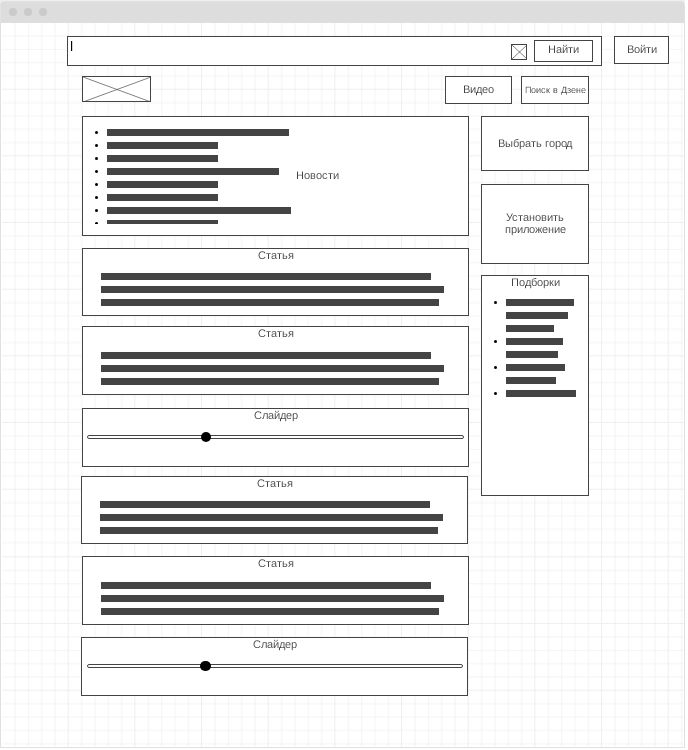 Найти
Войти
Видео
Поиск в Дзене
Новости
Выбрать город
Установить
приложение
Статья
Подборки
Статья
Слайдер
Статья
Статья
Слайдер